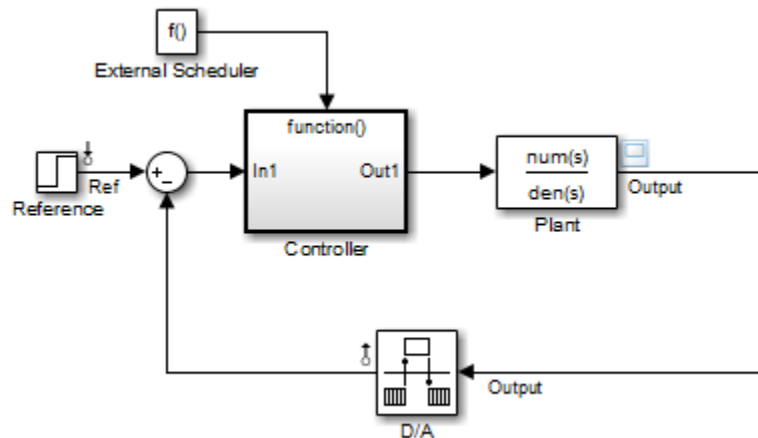 f()
External Scheduler
function()
In1
Out1
Ref
Reference
+
-
Controller
num(s)
den(s)
Output
Plant
Output
D/A